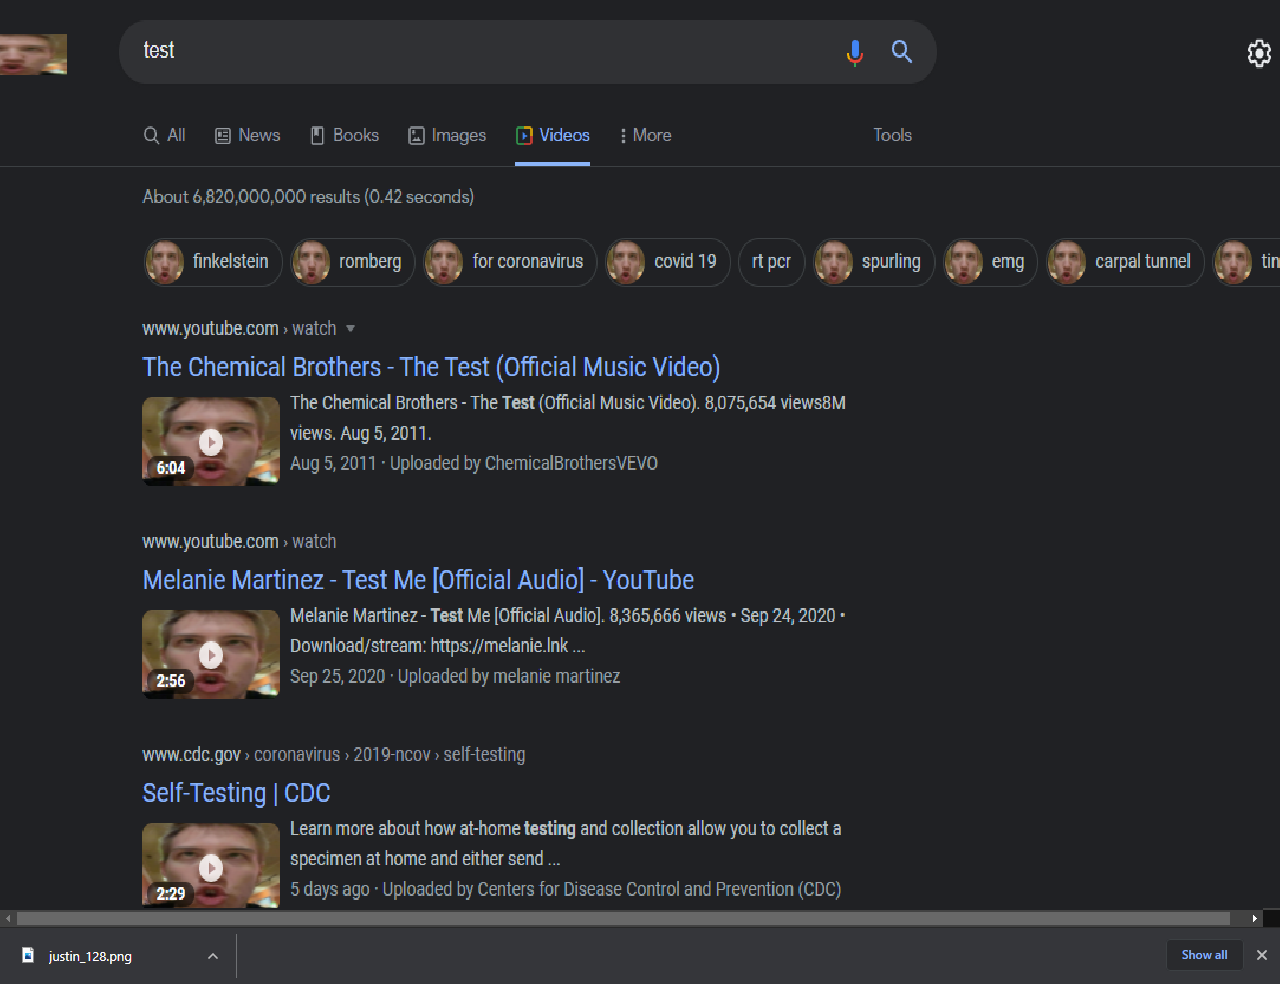 test
All News Books Images Videos More Tools
About 6,820,000,000 results (0.42 seconds)
finkelstein romberg for coronavirus covid 19 rt pcr spurling emg carpal tunnel tin
www.youtube.com › watch
The Chemical Brothers - The Test (Official Music Video)
The Chemical Brothers - The Test (Official Music Video). 8,075,654 views8M
views. Aug 5, 2011.
Aug 5, 2011 · Uploaded by ChemicalBrothersVEVO
6:04
www.youtube.com › watch
Melanie Martinez - Test Me [Official Audio] - YouTube
Melanie Martinez - Test Me [Official Audio]. 8,365,666 views • Sep 24, 2020 •
Download/stream: https://melanie.lnk ...
Sep 25, 2020 · Uploaded by melanie martinez
2:56
www.cdc.gov › coronavirus › 2019-ncov › self-testing
Self-Testing | CDC
Learn more about how at-home testing and collection allow you to collect a
specimen at home and either send ...
5 days ago · Uploaded by Centers for Disease Control and Prevention (CDC)
2:29
justin_128.png
Show all